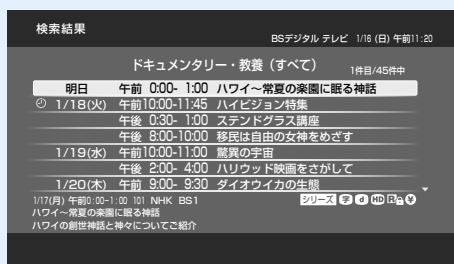 検索結果
BSデジタル テレビ 1/16 (日) 午前11:20
ドキュメンタリー・教養（すべて） 1件目/45件中
明日 午前 0:00- 1:00 ハワイ～常夏の楽園に眠る神話
1/18(火) 午前10:00-11:45 ハイビジョン特集
午後 0:30- 1:00 ステンドグラス講座
午後 8:00-10:00 移民は自由の女神をめざす
1/19(水) 午前10:00-11:00 驚異の宇宙
午後 2:00- 4:00 ハリウッド映画をさがして
1/20(木) 午前 9:00- 9:30 ダイオウイカの生態
1/17(月) 午前0:00-1:00 101 NHK BS1 シリーズ 字 d HD
ハワイ～常夏の楽園に眠る神話
ハワイの創世神話と神々についてご紹介